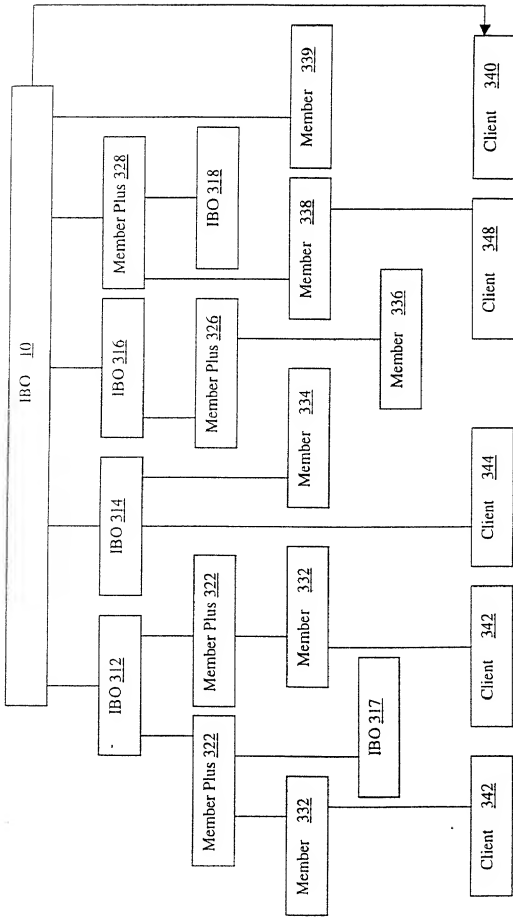 IBO 10
IBO 312
IBO 314
IBO 316
Member Plus 328
Member Plus 322
Member Plus 322
Member Plus 326
IBO 318
Member 332
Member 332
Member 334
Member 338
Member 339
IBO 317
Member 336
Client 342
Client 342
Client 344
Client 348
Client 340